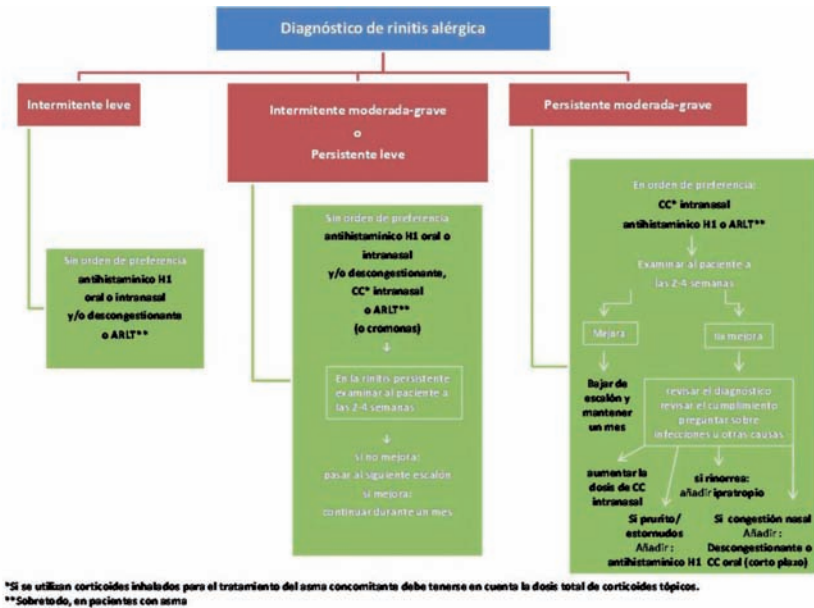 Diagnóstico de rinitis alérgica
Intermitente leve
Intermitente moderada-grave
o
Persistente leve
Persistente moderada-grave
Sin orden de preferencia
antihistamínico H1
oral o intranasal
y/o descongestionante
o ARLT**
Sin orden de preferencia
antihistamínico H1 oral o
intranasal
y/o descongestionante,
CC* intranasal
o ARLT**
(o cromonas)
En la rinitis persistente
examinar al paciente a
las 2-4 semanas
si no mejora:
pasar al siguiente escalón
si mejora:
continuar durante un mes
En orden de preferencia:
CC* intranasal
antihistamínico H1 o ARLT**
Examinar al paciente a
las 2-4 semanas
Mejora
no mejora
Bajar de
escalón y
mantener
un mes
revisar el diagnóstico
revisar el cumplimiento
preguntar sobre
infecciones u otras causas
aumentar la
dosis de CC
intranasal
si rinorrea:
añadir ipratropio
Si prurito/
estornudos
Añadir :
antihistamínico H1
Si congestión nasal
Añadir :
Descongestionante o
CC oral (corto plazo)
*Si se utilizan corticoides inhalados para el tratamiento del asma concomitante debe tenerse en cuenta la dosis total de corticoides tópicos.
**Sobretodo, en pacientes con asma